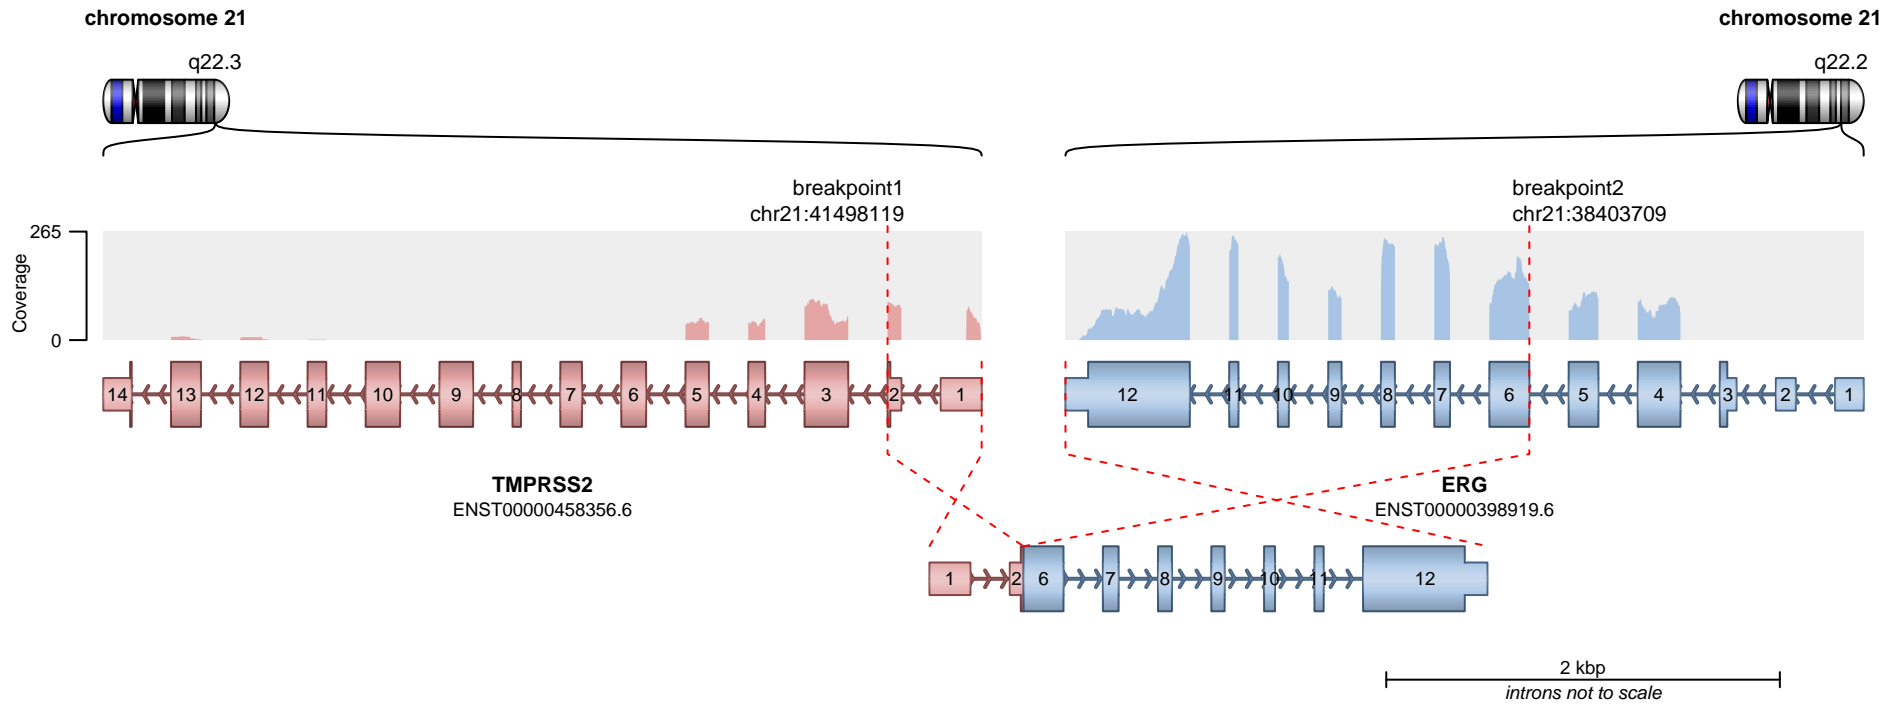 chromosome 21
chromosome 21
q22.3
q22.2
breakpoint1
chr21:41498119
breakpoint2
chr21:38403709
265
0
Coverage
14 13 12 11 10 9 8 7 6 5 4 3 2 1
12 11 10 9 8 7 6 5 4 3 2 1
TMPRSS2
ENST00000458356.6
ERG
ENST00000398919.6
1 2 6 7 8 9 10 11 12
2 kbp
introns not to scale